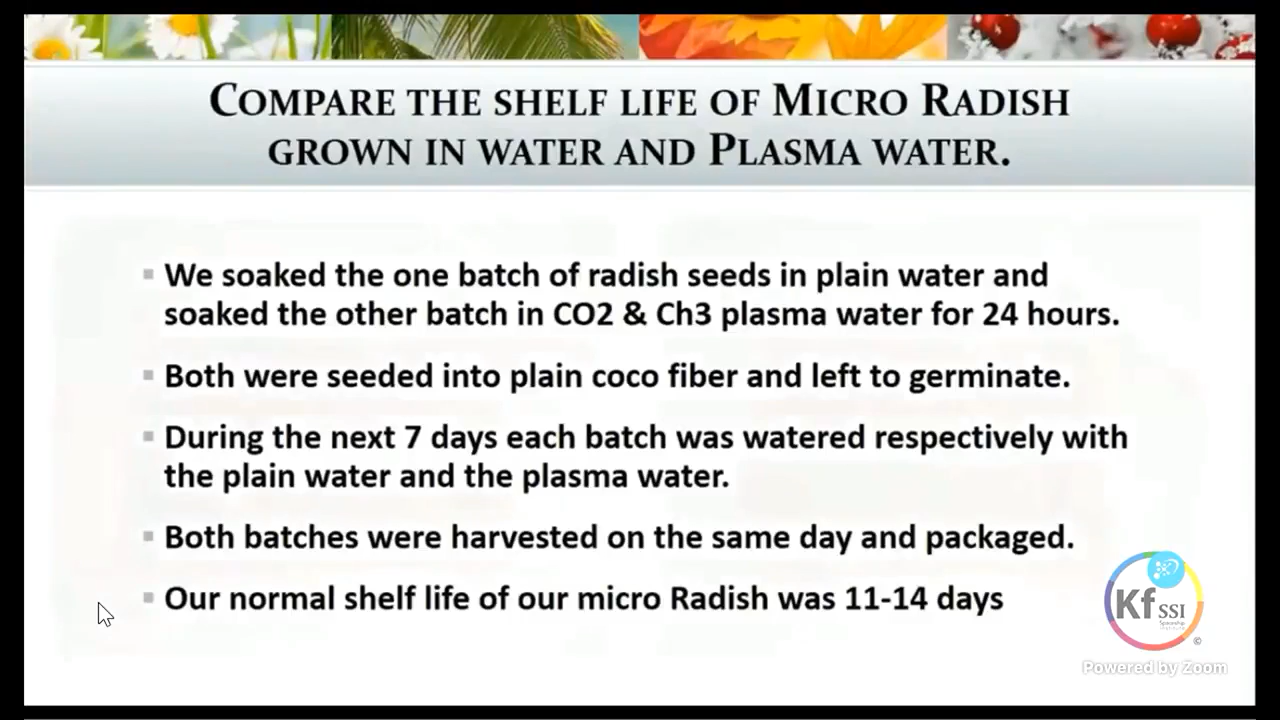 COMPARE THE SHELF LIFE OF MICRO RADISH
GROWN IN WATER AND PLASMA WATER.
We soaked the one batch of radish seeds in plain water and
soaked the other batch in CO2 & Ch3 plasma water for 24 hours.
Both were seeded into plain coco fiber and left to germinate.
During the next 7 days each batch was watered respectively with
the plain water and the plasma water.
Both batches were harvested on the same day and packaged.
Our normal shelf life of our micro Radish was 11-14 days
Kf SSI
Spaceship
Institute
©
Powered by Zoom